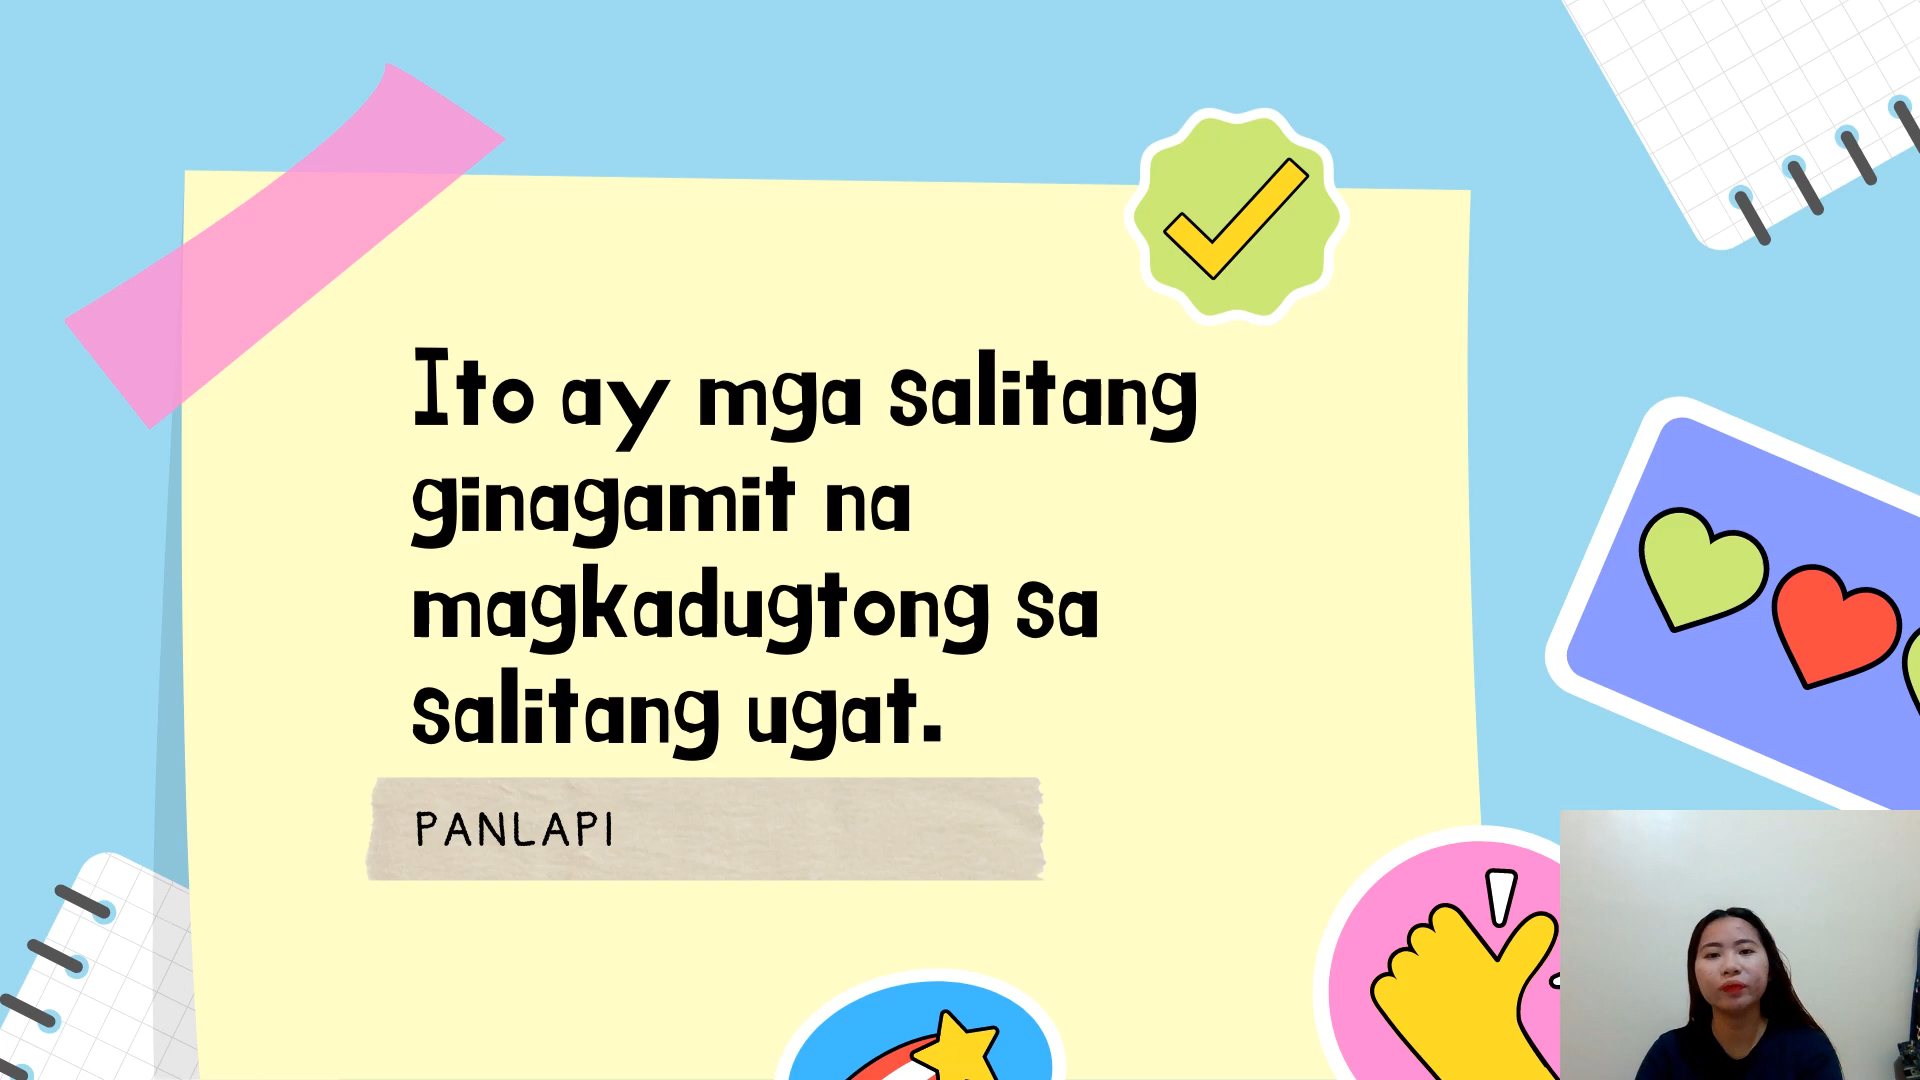 Ito ay mga salitang
ginagamit na
magkadugtong sa
salitang ugat.
PANLAPI